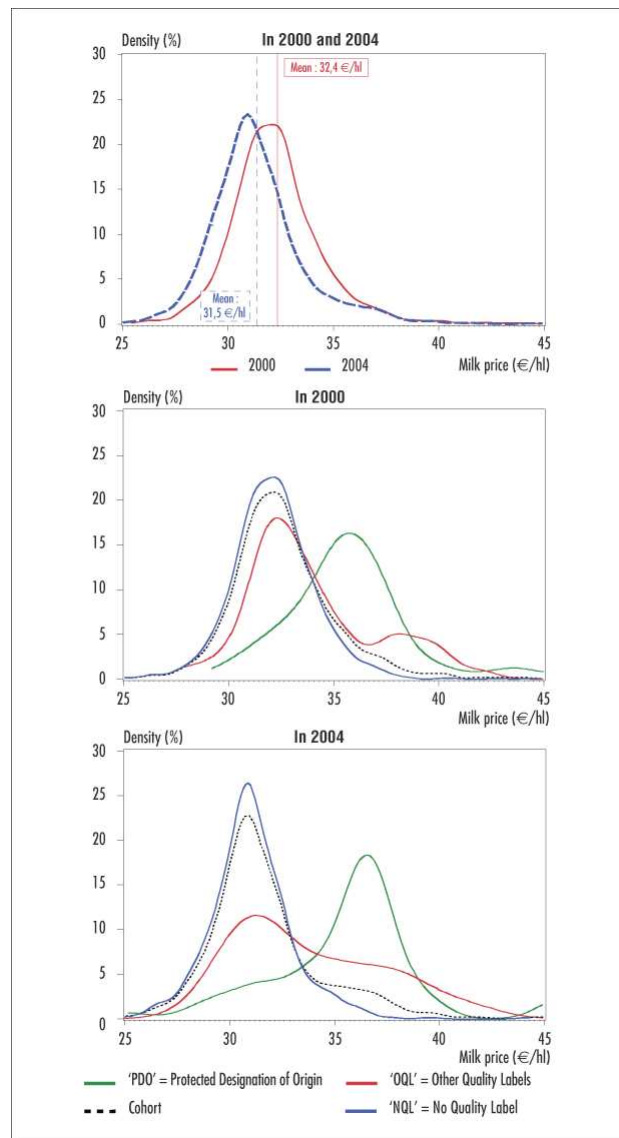 Density (%) In 2000 and 2004
Mean : 32,4 €/hl
30
25
20
15
10
5
0
Mean :
31,5 €/hl
25 30 35 40 45
2000 2004 Milk price (€/hl)
Density (%) In 2000
30
25
20
15
10
5
0
25 30 35 40 45
Milk price (€/hl)
Density (%) In 2004
30
25
20
15
10
5
0
25 30 35 40 45
Milk price (€/hl)
'PDO' = Protected Designation of Origin 'OQL' = Other Quality Labels
Cohort 'NQL' = No Quality Label